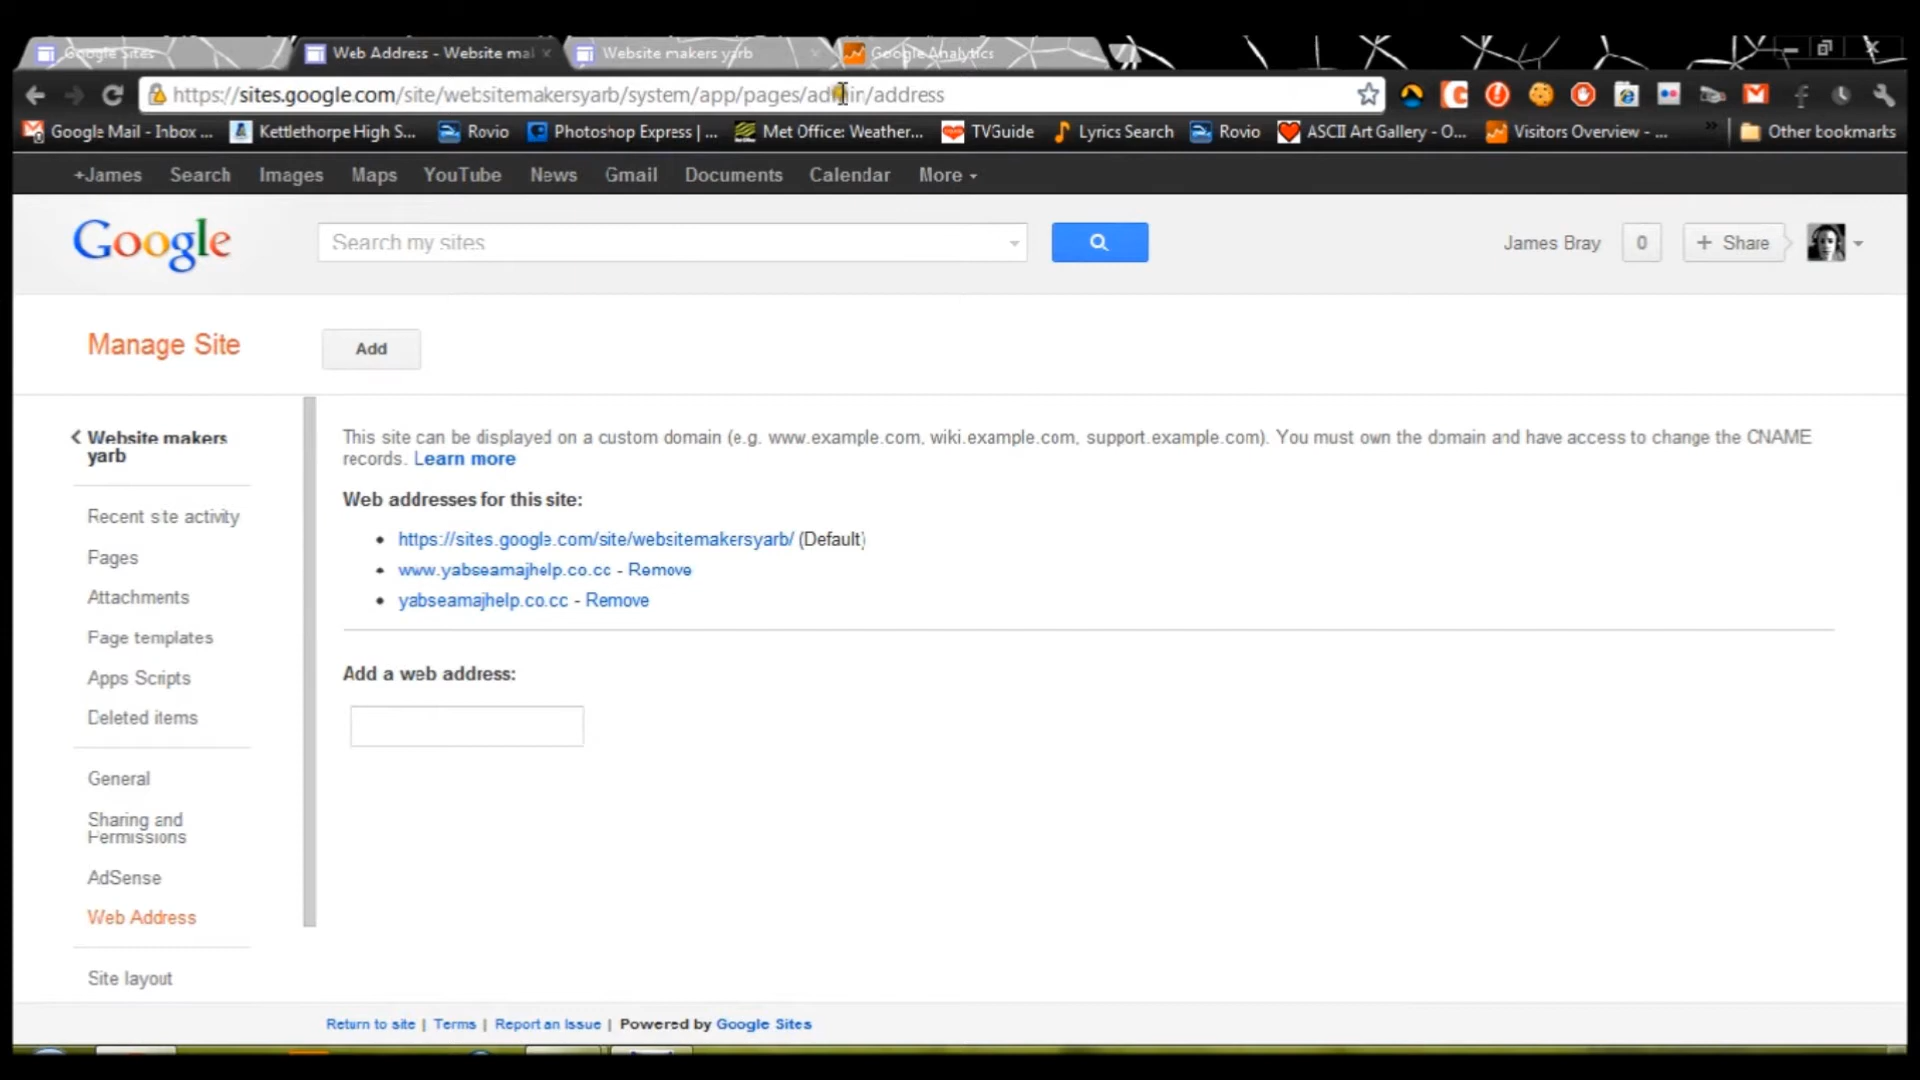 Google Sites
Web Address - Website mal
Website makers yarb
Google Analytics
https://sites.google.com/site/websitemakersyarb/system/app/pages/admin/address
Google Mail - Inbox ...
Kettlethorpe High S...
Rovio
Photoshop Express | ...
Met Office: Weather...
TVGuide
Lyrics Search
Rovio
ASCII Art Gallery - O...
Visitors Overview - ...
Other bookmarks
+James Search Images Maps YouTube News Gmail Documents Calendar More
Google
Search my sites
James Bray
0
+ Share
Manage Site
Add
Website makers
yarb
Recent site activity
Pages
Attachments
Page templates
Apps Scripts
Deleted items
General
Sharing and
Permissions
AdSense
Web Address
Site layout
This site can be displayed on a custom domain (e.g. www.example.com, wiki.example.com, support.example.com). You must own the domain and have access to change the CNAME
records. Learn more
Web addresses for this site:
• https://sites.google.com/site/websitemakersyarb/ (Default)
• www.yabseamajhelp.co.cc - Remove
• yabseamajhelp.co.cc - Remove
Add a web address:
Return to site | Terms | Report an Issue | Powered by Google Sites